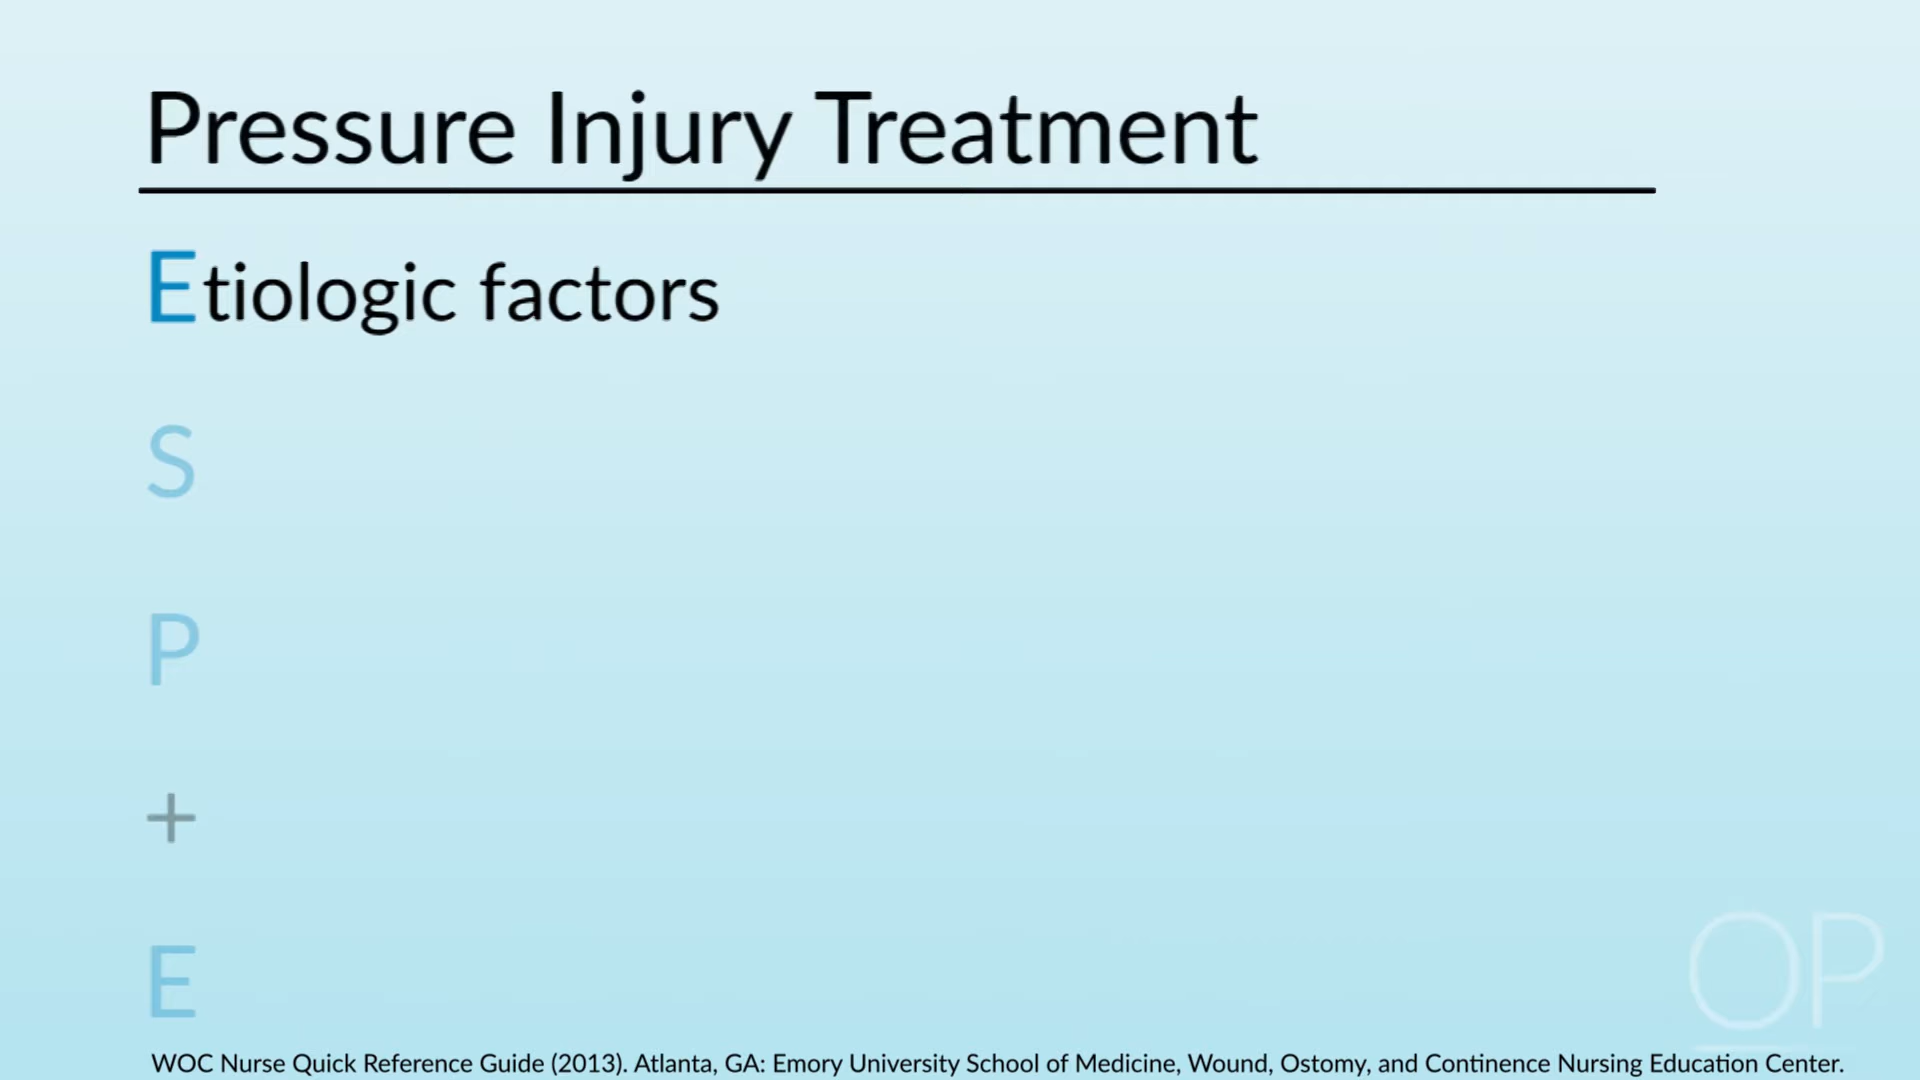 Pressure Injury Treatment
Etiologic factors
S
P
+
E
OP
WOC Nurse Quick Reference Guide (2013). Atlanta, GA: Emory University School of Medicine, Wound, Ostomy, and Continence Nursing Education Center.